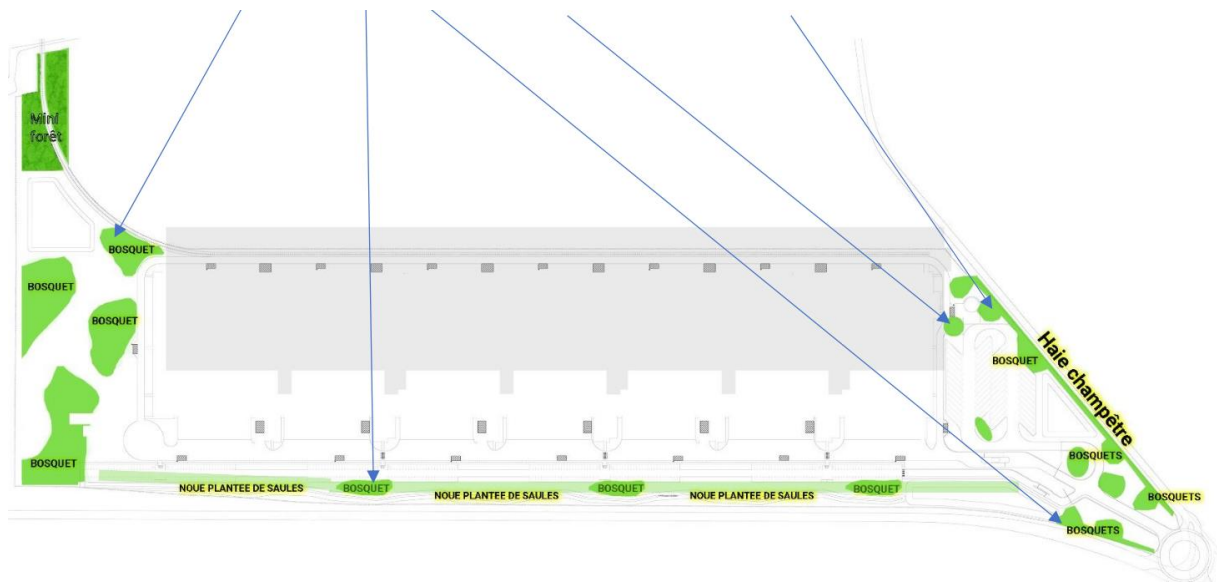 Mini
forêt
BOSQUET
BOSQUET
BOSQUET
BOSQUET
NOUE PLANTEE DE SAULES
BOSQUET
NOUE PLANTEE DE SAULES
BOSQUET
NOUE PLANTEE DE SAULES
BOSQUET
BOSQUET
Haie champêtre
BOSQUETS
BOSQUETS
BOSQUETS